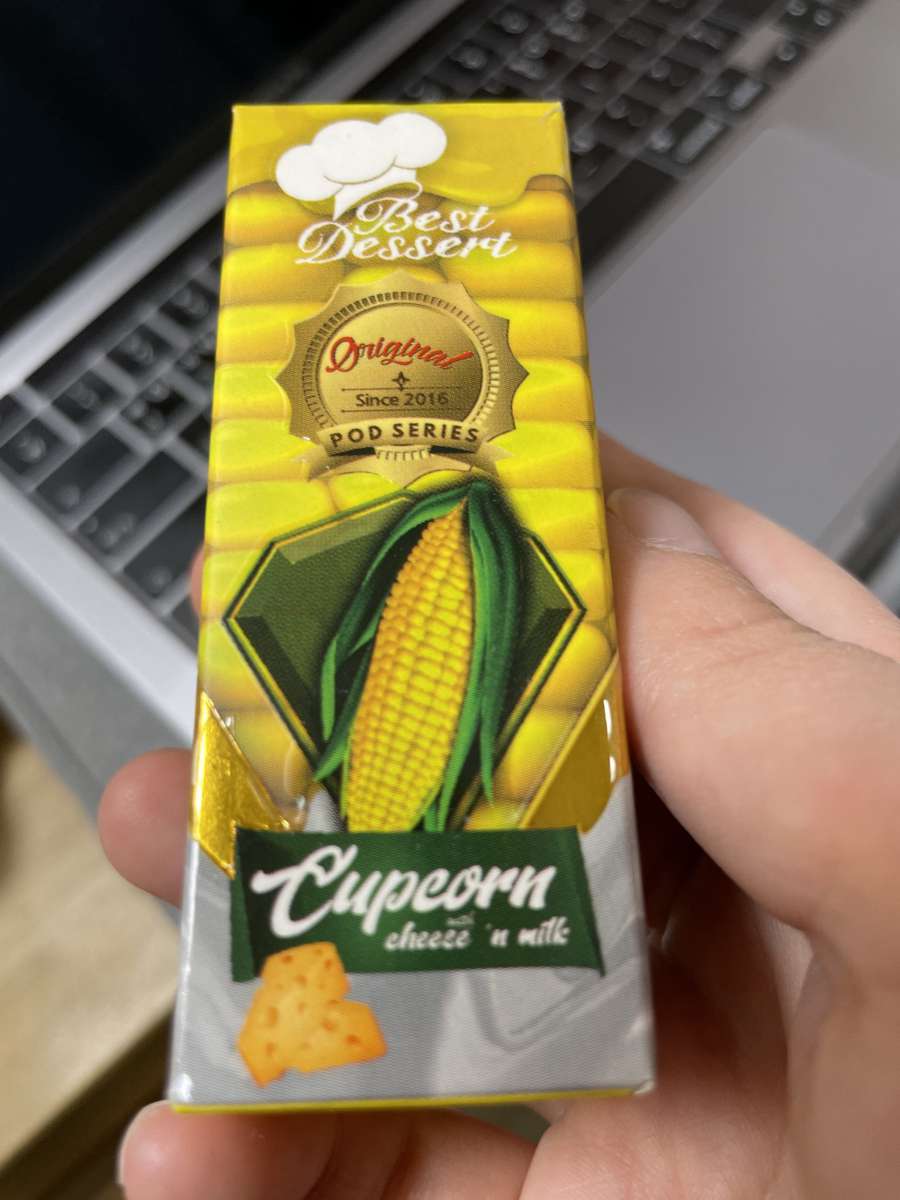 Best
Dessert
Original
Since 2016
POD SERIES
Cupcorn
with
cheeze 'n milk